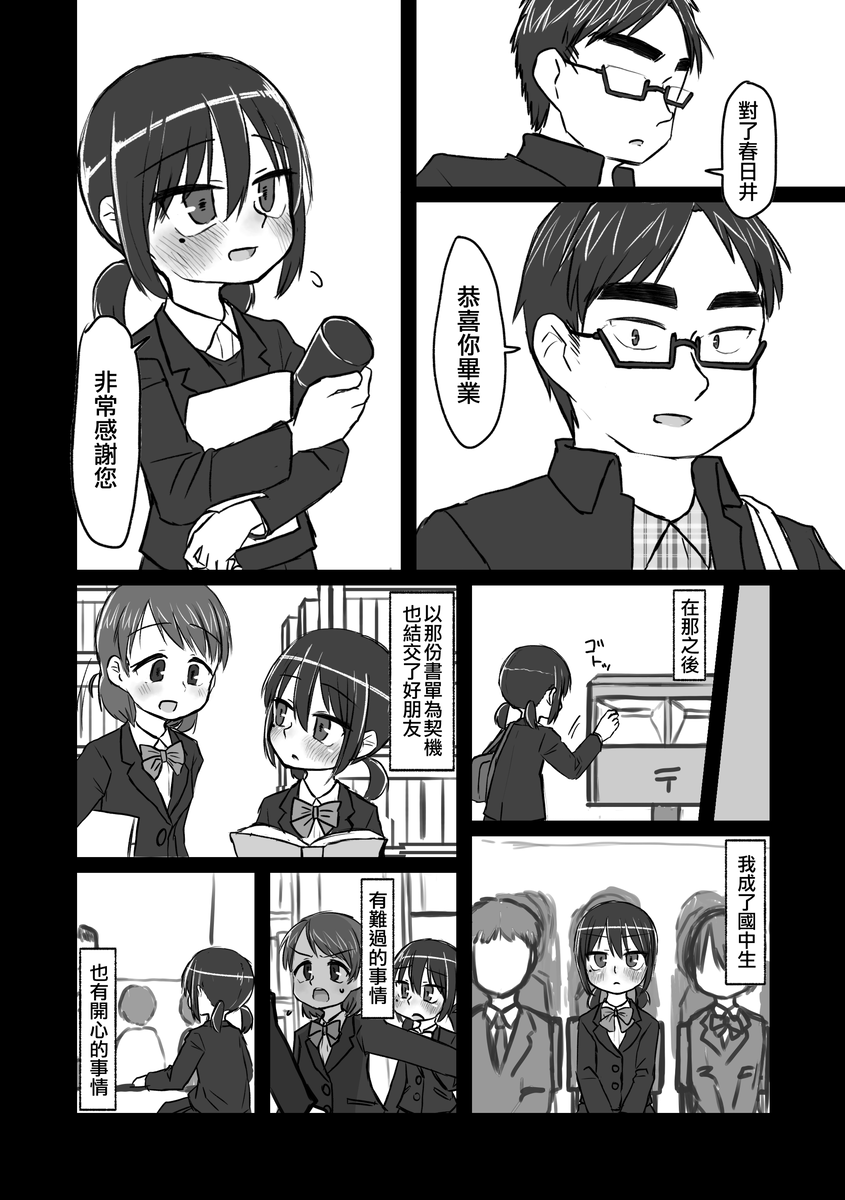 對了春日井
恭喜你畢業
非常感謝您
在那之後
ゴトッ
〒
以那份書單為契機
也結交了好朋友
我成了國中生
有難過的事情
也有開心的事情